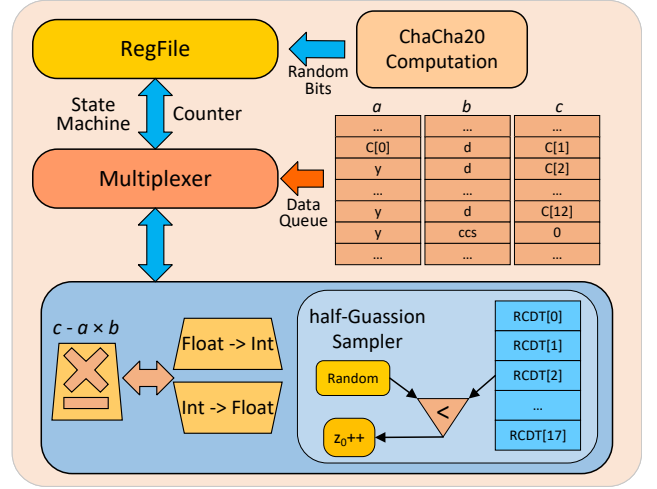 RegFile
ChaCha20
Computation
Random
Bits
State
Machine
Counter
Multiplexer
Data
Queue
a b c
... ... ...
C[0] d C[1]
y d C[2]
... ... ...
y d C[12]
y ccs 0
... ... ...
c - a × b
Float -> Int
Int -> Float
half-Guassion
Sampler
Random
<
z₀++
RCDT[0]
RCDT[1]
RCDT[2]
...
RCDT[17]